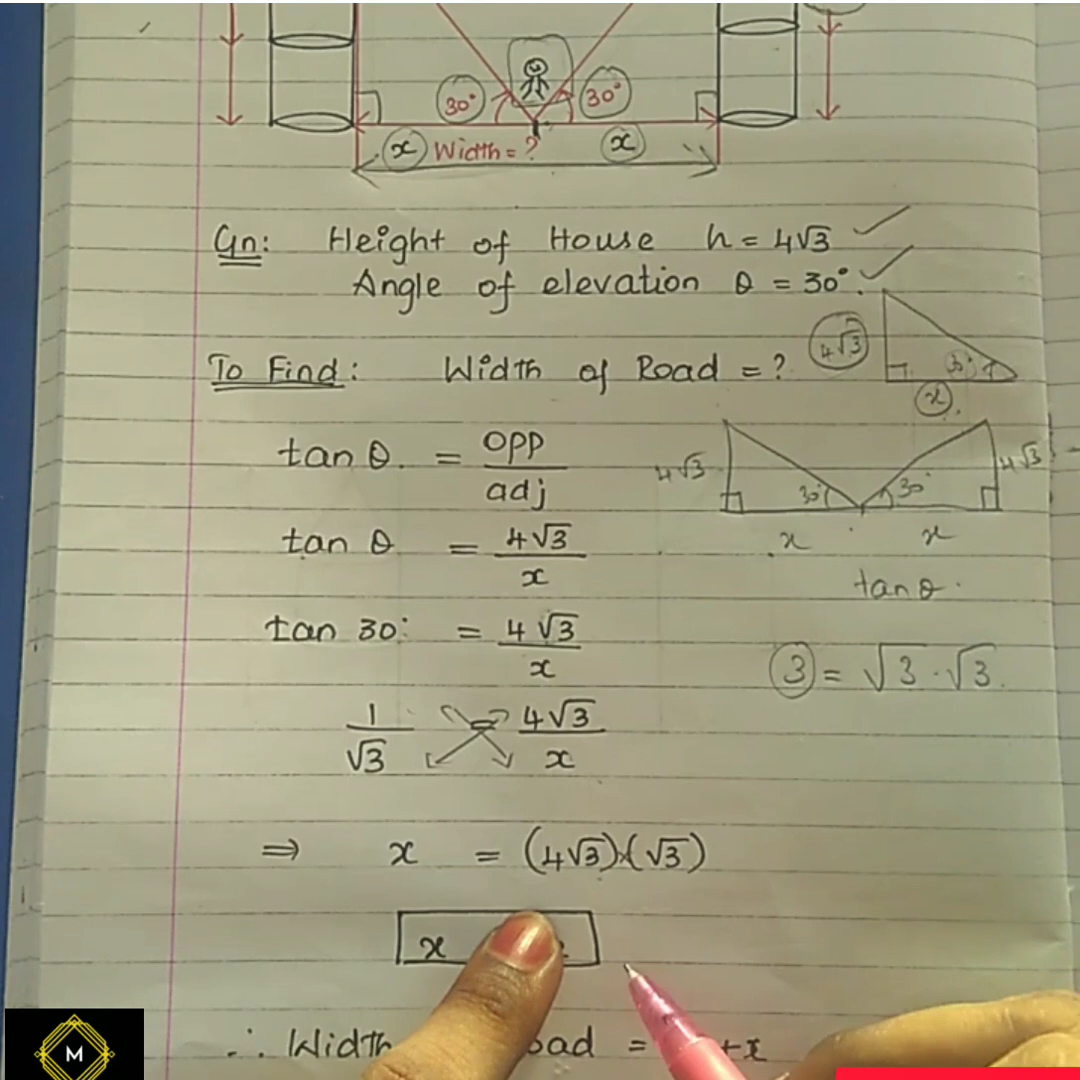 30° 30°
x Width = ? x
Gn: Height of House h = 4√3
Angle of elevation θ = 30°.
4√3 30° x
To Find: Width of Road = ?
tan θ. = opp/adj
4√3 30° 30° 4√3
x x
tan θ = 4√3/x
tan θ.
tan 30° = 4√3/x
3 = √3 · √3.
1/√3 = 4√3/x
⇒ x = (4√3)×(√3)
x
∴ Width = +x
M